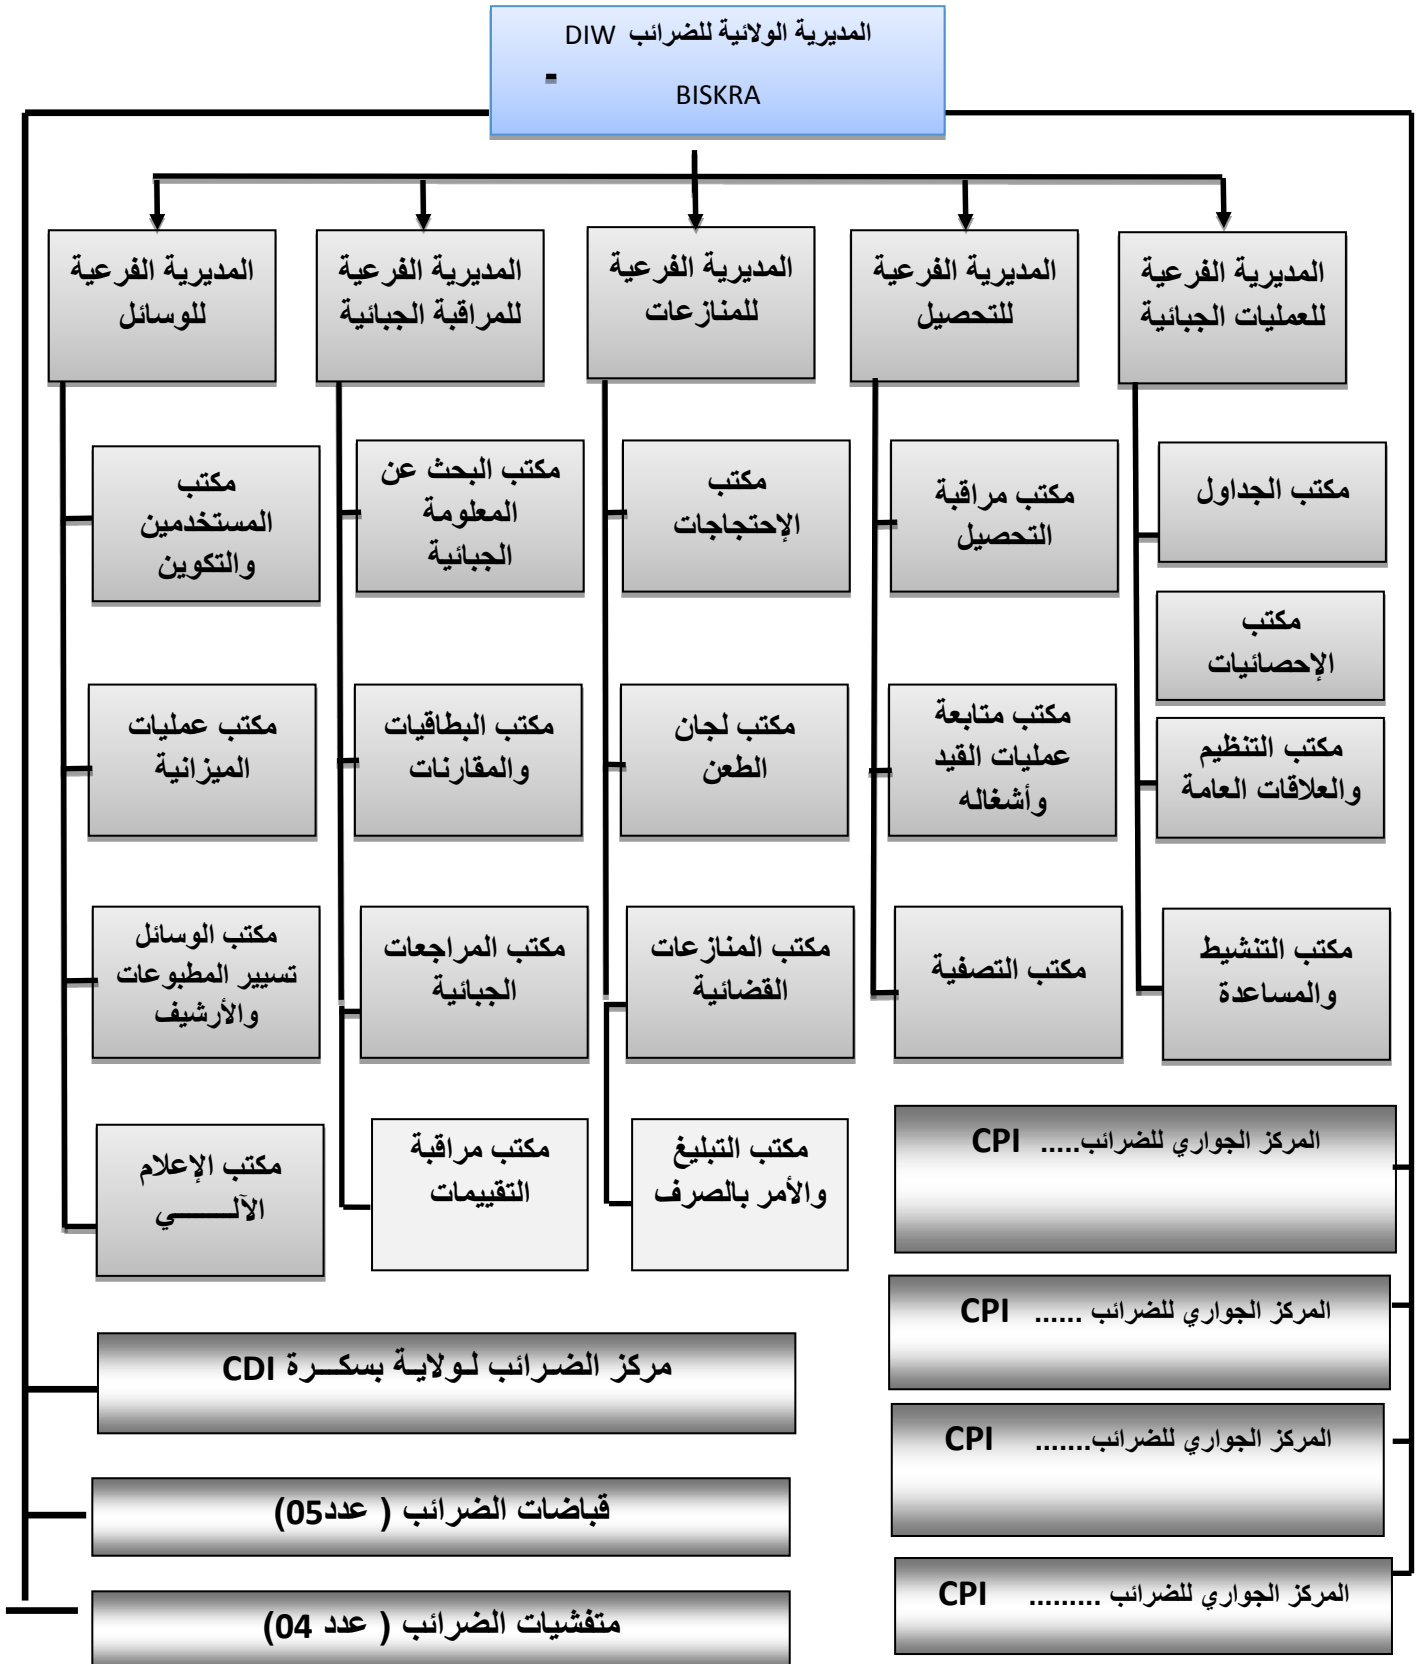 المديرية الولائية للضرائب DIW
-
BISKRA
المديرية الفرعية
للعمليات الجبائية
المديرية الفرعية
للتحصيل
المديرية الفرعية
للمنازعات
المديرية الفرعية
للمراقبة الجبائية
المديرية الفرعية
للوسائل
مكتب الجداول
مكتب
الإحصائيات
مكتب التنظيم
والعلاقات العامة
مكتب التنشيط
والمساعدة
مكتب مراقبة
التحصيل
مكتب متابعة
عمليات القيد
وأشغاله
مكتب التصفية
مكتب
الإحتجاجات
مكتب لجان
الطعن
مكتب المنازعات
القضائية
مكتب التبليغ
والأمر بالصرف
مكتب البحث عن
المعلومة
الجبائية
مكتب البطاقيات
والمقارنات
مكتب المراجعات
الجبائية
مكتب مراقبة
التقييمات
مكتب
المستخدمين
والتكوين
مكتب عمليات
الميزانية
مكتب الوسائل
تسيير المطبوعات
والأرشيف
مكتب الإعلام
الآلـــــــي
المركز الجواري للضرائب..... CPI
المركز الجواري للضرائب ...... CPI
المركز الجواري للضرائب....... CPI
المركز الجواري للضرائب ......... CPI
مركز الضرائب لـولايـة بسكـــرة CDI
قباضات الضرائب ( عدد05)
متفشيات الضرائب ( عدد 04)